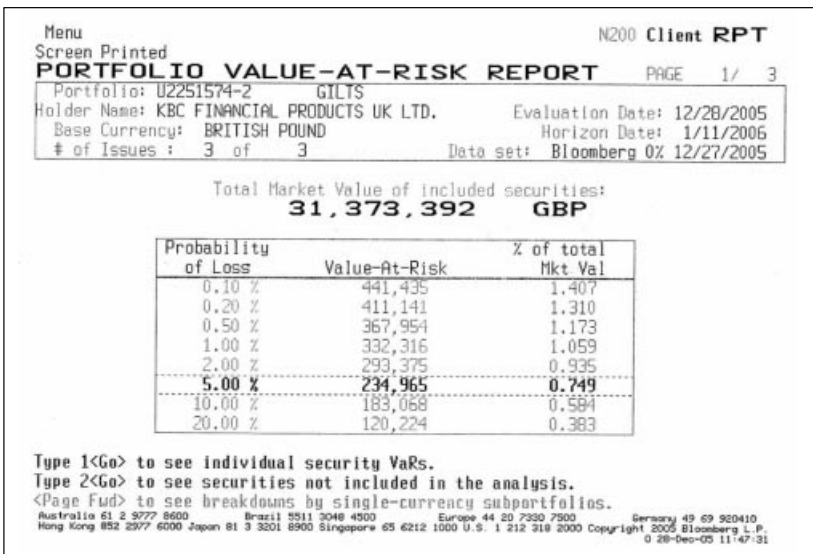 Menu N200 Client RPT
Screen Printed
PORTFOLIO VALUE-AT-RISK REPORT PAGE 1/ 3
Portfolio: U2251574-2 GILTS
Holder Name: KBC FINANCIAL PRODUCTS UK LTD. Evaluation Date: 12/28/2005
Base Currency: BRITISH POUND Horizon Date: 1/11/2006
# of Issues : 3 of 3 Data set: Bloomberg 0% 12/27/2005
Total Market Value of included securities:
31,373,392 GBP
Probability % of total
of Loss Value-At-Risk Mkt Val
0.10 % 441,435 1.407
0.20 % 411,141 1.310
0.50 % 367,954 1.173
1.00 % 332,316 1.059
2.00 % 293,375 0.935
5.00 % 234,965 0.749
10.00 % 183,068 0.584
20.00 % 120,224 0.383
Type 1<Go> to see individual security VaRs.
Type 2<Go> to see securities not included in the analysis.
<Page Fwd> to see breakdowns by single-currency subportfolios.
Australia 61 2 9777 8600 Brazil 5511 3048 4500 Europe 44 20 7330 7500 Germany 49 69 920410
Hong Kong 852 2977 6000 Japan 81 3 3201 8900 Singapore 65 6212 1000 U.S. 1 212 318 2000 Copyright 2005 Bloomberg L.P.
0 28-Dec-05 11:47:31